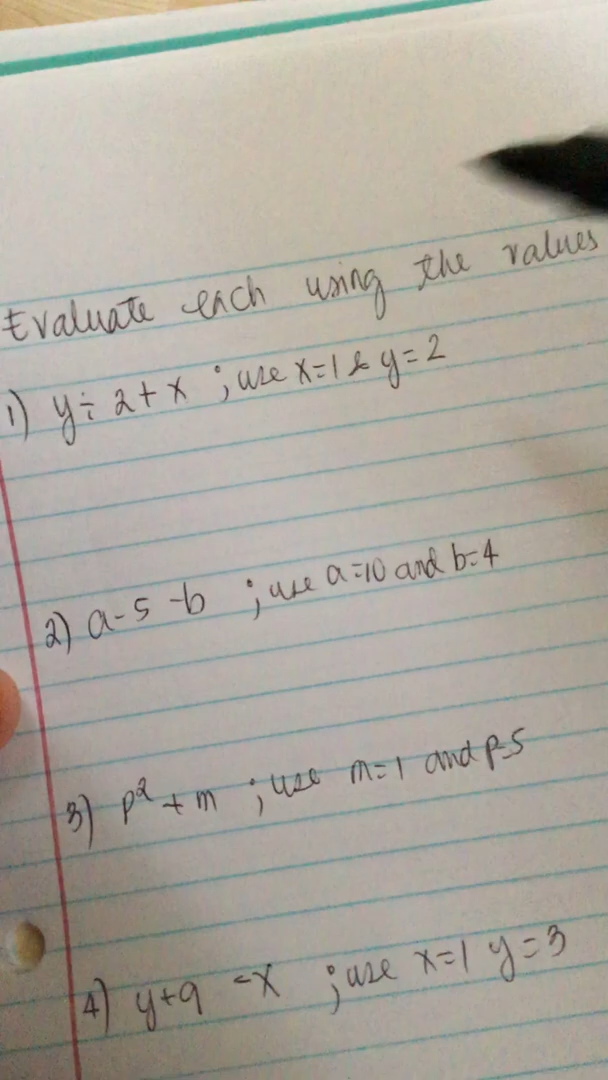 Evaluate each using the values
1) y÷2+x ; use x=1 & y=2
2) a-5-b ; use a=10 and b=4
3) p²+m ; use m=1 and p=5
4) y+9-x ; use x=1 y=3